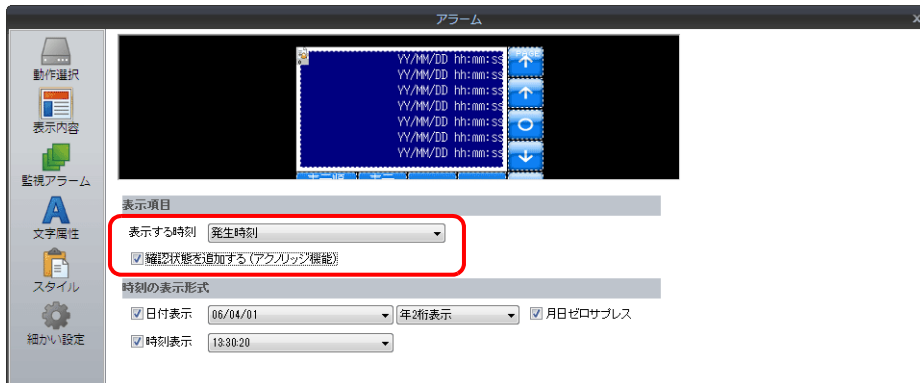 アラーム
動作選択
表示内容
監視アラーム
文字属性
スタイル
細かい設定
YY/MM/DD hh:mm:ss
YY/MM/DD hh:mm:ss
YY/MM/DD hh:mm:ss
YY/MM/DD hh:mm:ss
YY/MM/DD hh:mm:ss
YY/MM/DD hh:mm:ss
YY/MM/DD hh:mm:ss
表示項目
表示する時刻 発生時刻
確認状態を追加する(アクノリッジ機能)
時刻の表示形式
日付表示 06/04/01 年2桁表示 月日ゼロサプレス
時刻表示 13:30:20